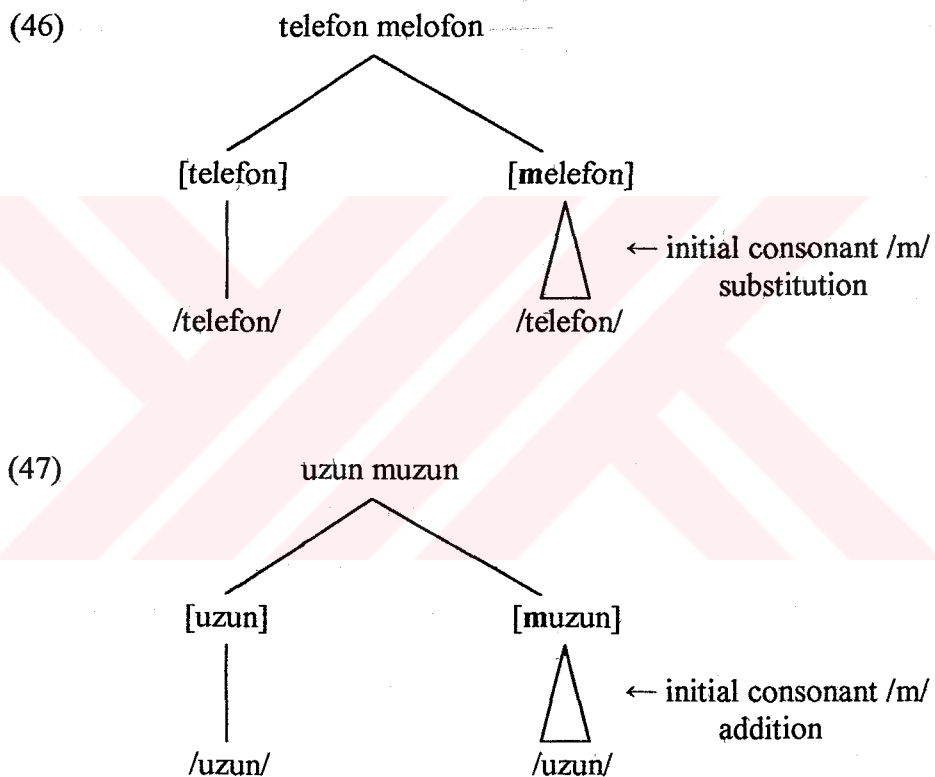 (46) telefon melofon
[telefon] [melefon]
← initial consonant /m/
substitution
/telefon/ /telefon/
(47) uzun muzun
[uzun] [muzun]
← initial consonant /m/
addition
/uzun/ /uzun/